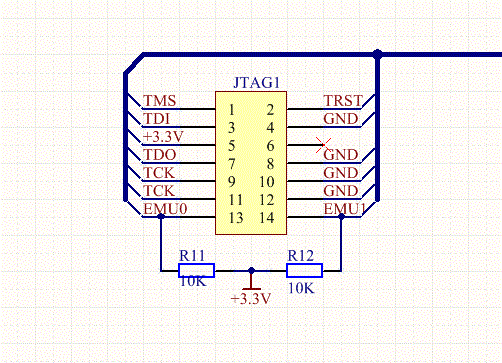 JTAG1
TMS 1 2 TRST
TDI 3 4 GND
+3.3V 5 6
TDO 7 8 GND
TCK 9 10 GND
TCK 11 12 GND
EMU0 13 14 EMU1
R11 R12
10K 10K
+3.3V